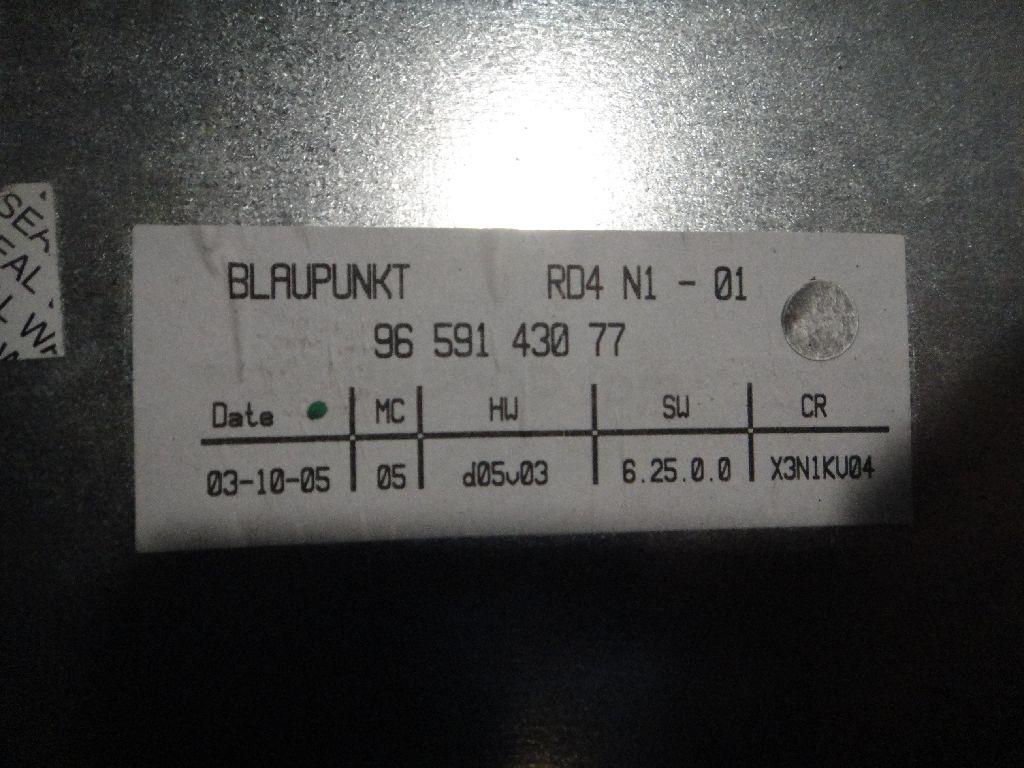 BLAUPUNKT RD4 N1 - 01
96 591 430 77
Date MC HW SW CR
03-10-05 05 d05v03 6.25.0.0 X3N1KV04